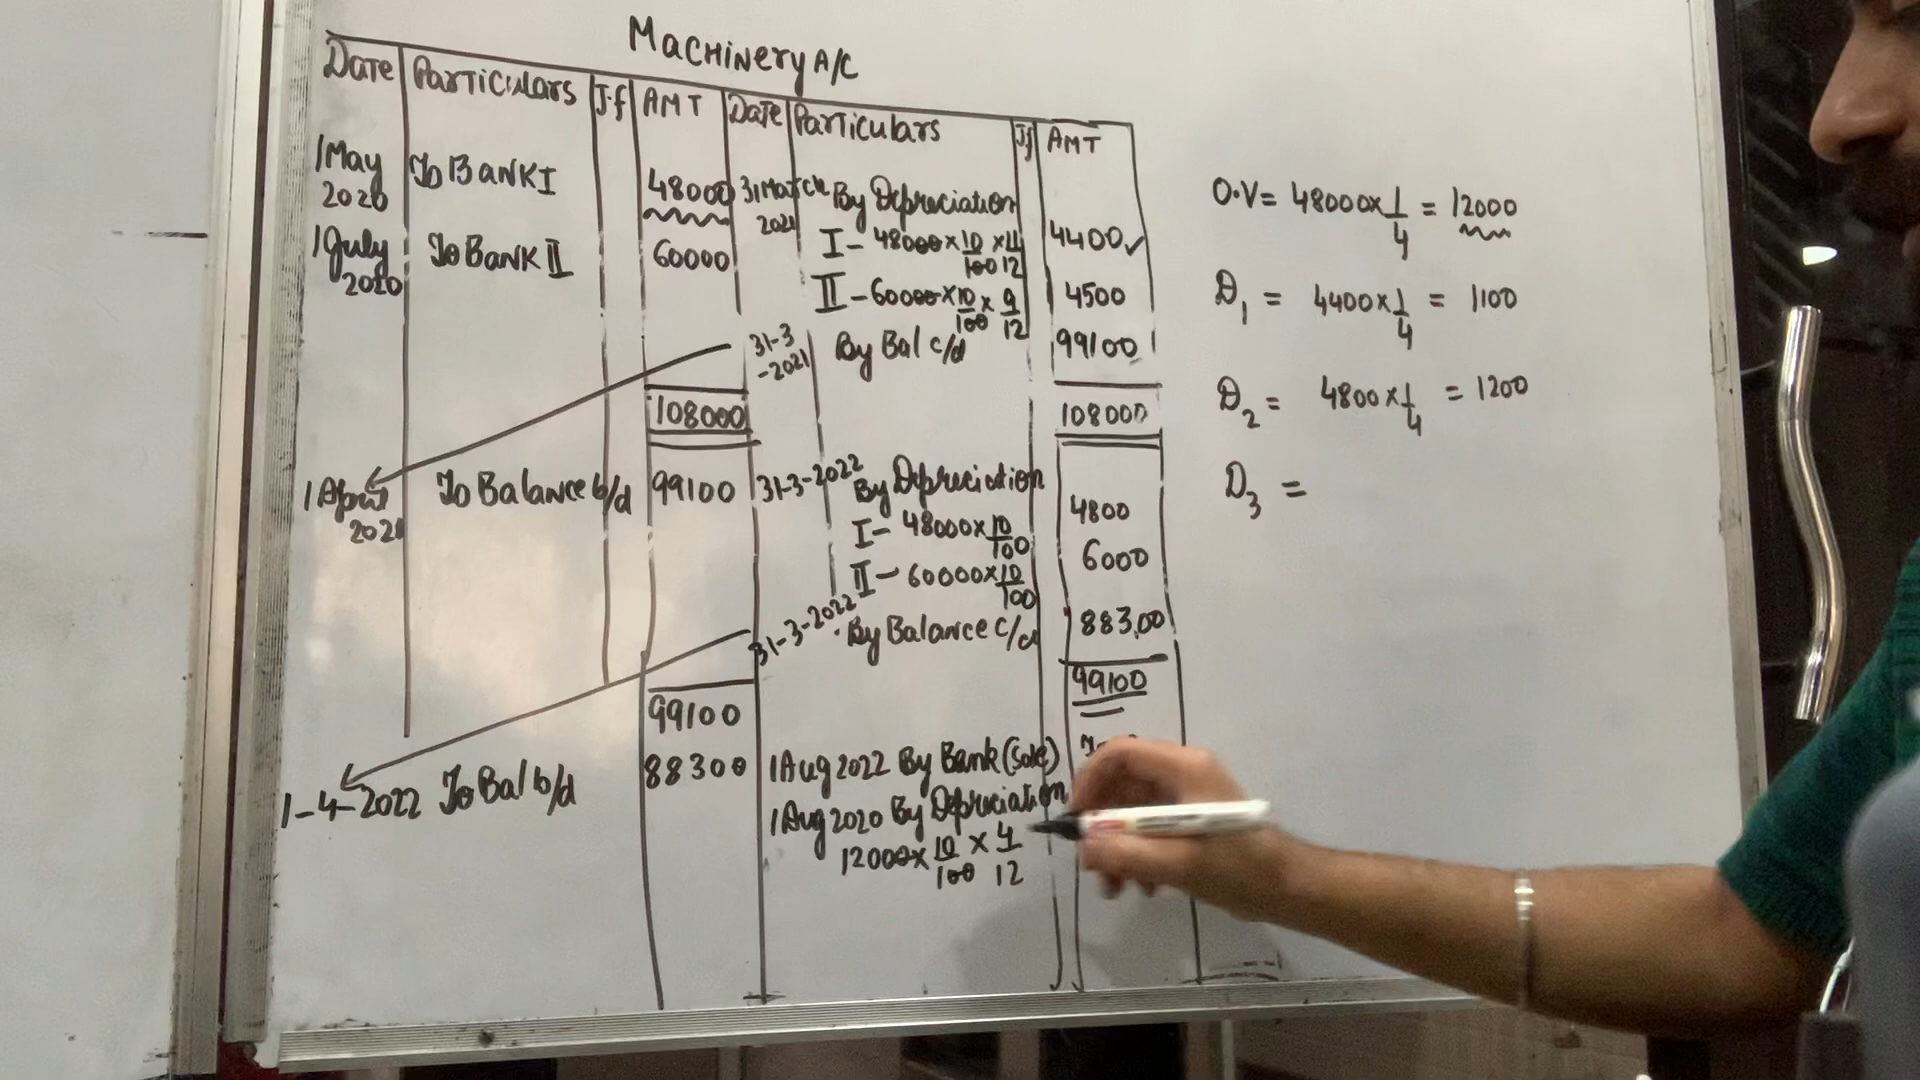 Machinery A/C
Date Particulars J.f AMT Date Particulars Jf AMT
1 May 2020 To Bank I 48000 31 March 2021 By Depreciation
I - 48000 × 10/100 × 11/12 4400 ✓
1 July 2020 To Bank II 60000
II - 60000 × 10/100 × 9/12 4500
31-3-2021 By Bal c/d 99100
108000 108000
1 April 2021 To Balance b/d 99100 31-3-2022 By Depreciation
I - 48000 × 10/100 4800
II - 60000 × 10/100 6000
31-3-2022 By Balance c/d 88300
99100 99100
1-4-2022 To Bal b/d 88300 1 Aug 2022 By Bank (Sale)
1 Aug 2020 By Depreciation
12000 × 10/100 × 4/12
O.V = 48000 × 1/4 = 12000
D1 = 4400 × 1/4 = 1100
D2 = 4800 × 1/4 = 1200
D3 =